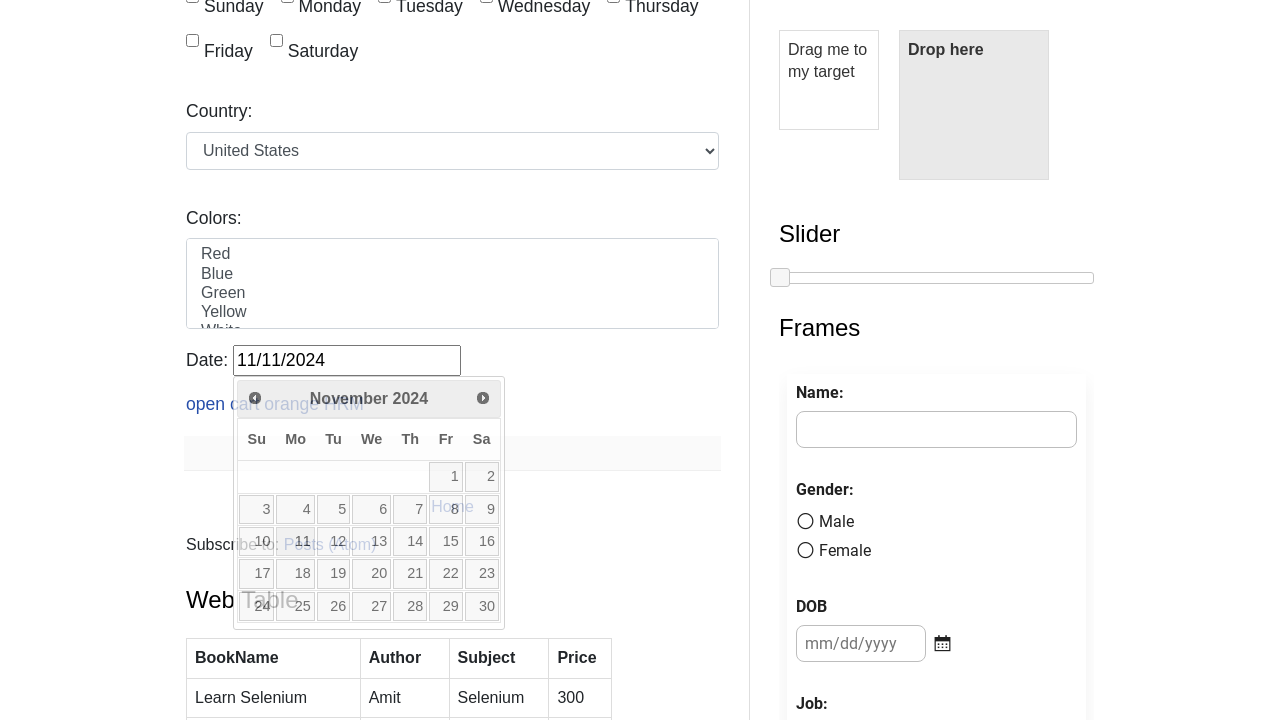 Sunday Monday Tuesday Wednesday Thursday
Friday Saturday
Country:
United States
Colors:
Red
Blue
Green
Yellow
White
Date: 11/11/2024
open cart orange HRM
November 2024
Su Mo Tu We Th Fr Sa
1 2
3 4 5 6 7 8 9
10 11 12 13 14 15 16
17 18 19 20 21 22 23
24 25 26 27 28 29 30
Home
Subscribe to: Posts (Atom)
Web Table
BookName Author Subject Price
Learn Selenium Amit Selenium 300
Drag me to
my target
Drop here
Slider
Frames
Name:
Gender:
Male
Female
DOB
mm/dd/yyyy
Job: